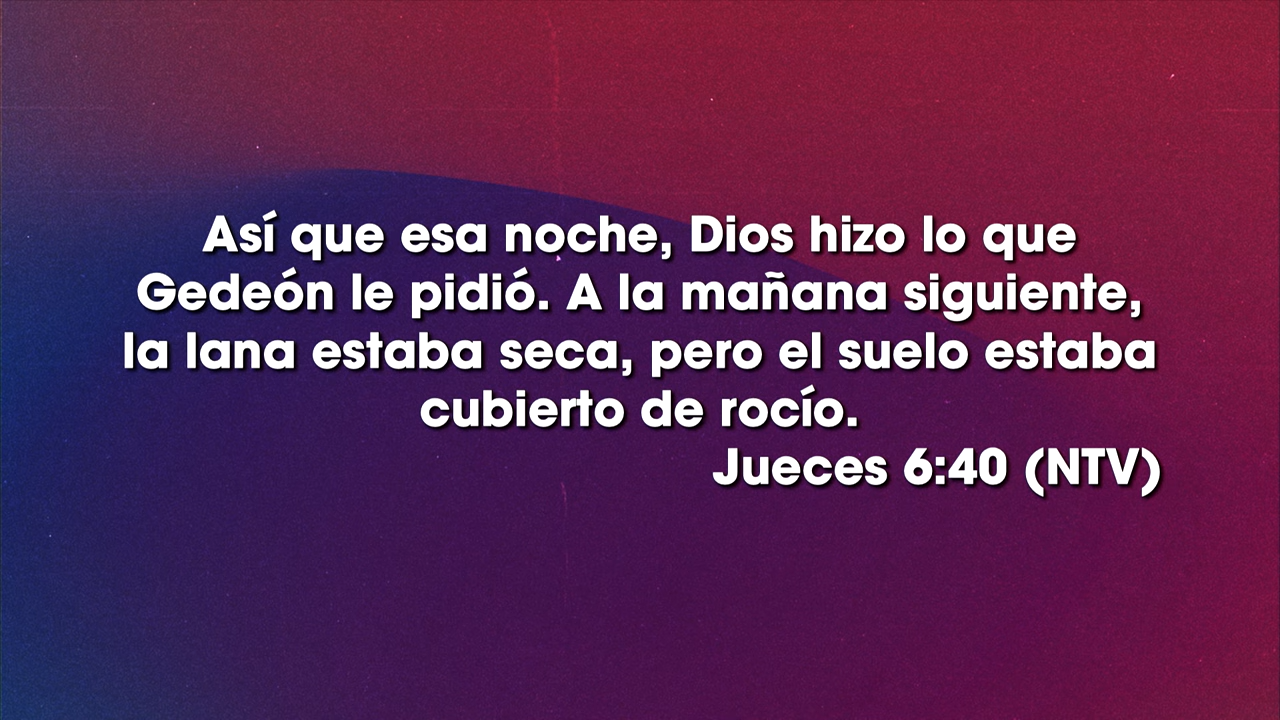 Así que esa noche, Dios hizo lo que
Gedeón le pidió. A la mañana siguiente,
la lana estaba seca, pero el suelo estaba
cubierto de rocío.
Jueces 6:40 (NTV)